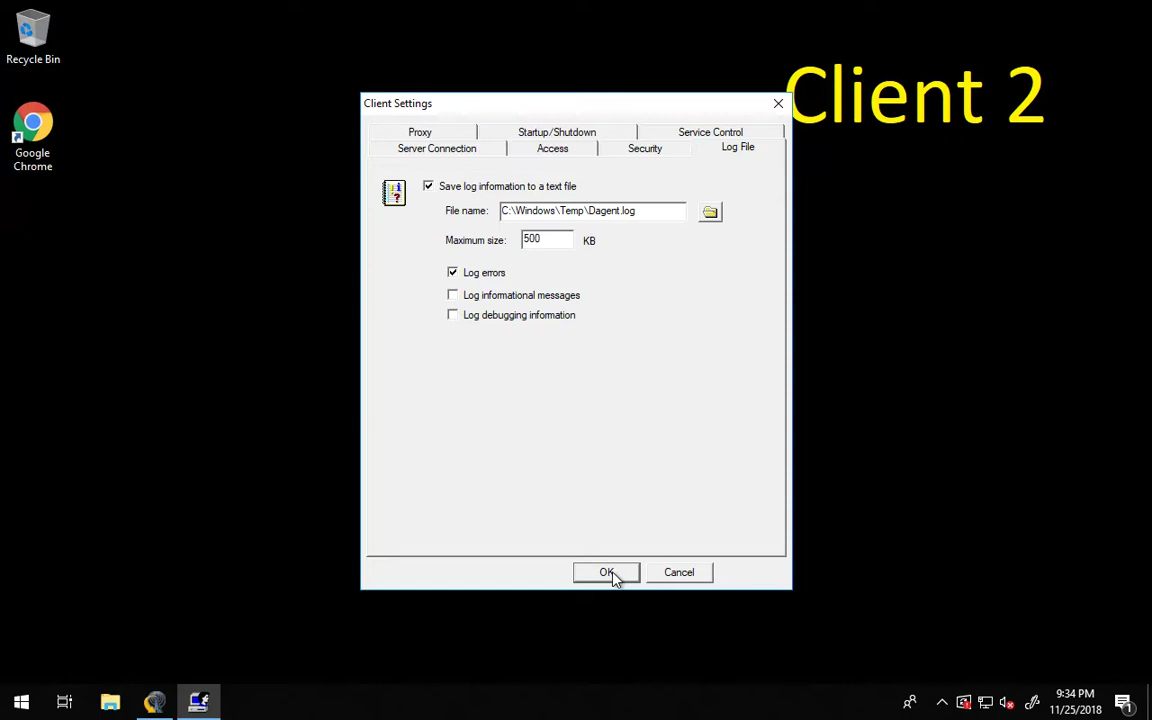 Recycle Bin
Google
Chrome
Client 2
Client Settings
Proxy
Startup/Shutdown
Service Control
Server Connection
Access
Security
Log File
Save log information to a text file
File name:
C:\Windows\Temp\Dagent.log
Maximum size:
500
KB
Log errors
Log informational messages
Log debugging information
OK
Cancel
9:34 PM
11/25/2018
1